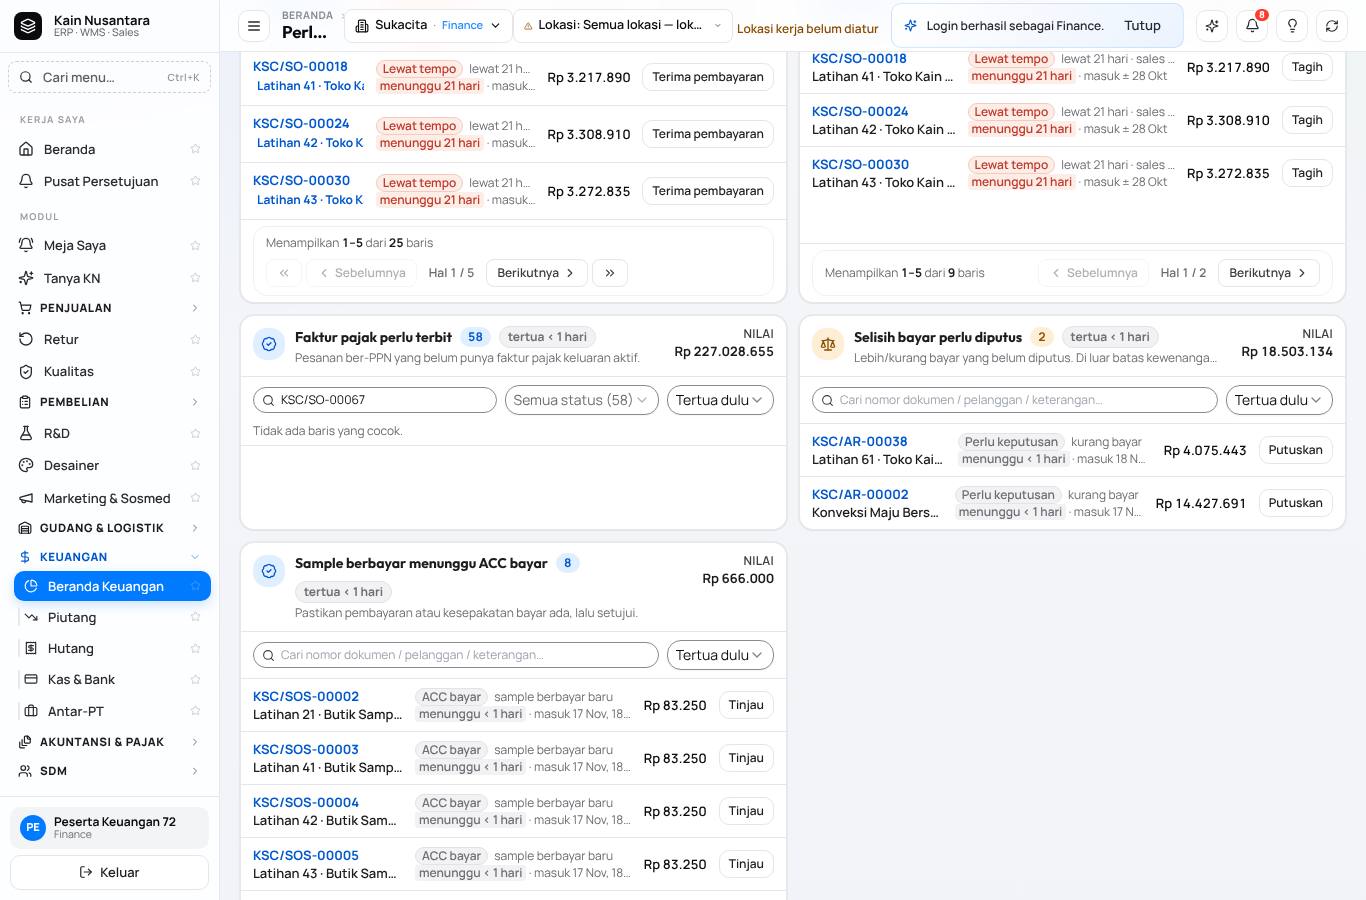 Kain Nusantara
ERP · WMS · Sales
Cari menu... Ctrl+K
KERJA SAYA
Beranda
Pusat Persetujuan
MODUL
Meja Saya
Tanya KN
PENJUALAN
Retur
Kualitas
PEMBELIAN
R&D
Desainer
Marketing & Sosmed
GUDANG & LOGISTIK
KEUANGAN
Beranda Keuangan
Piutang
Hutang
Kas & Bank
Antar-PT
AKUNTANSI & PAJAK
SDM
PE Peserta Keuangan 72
Finance
Keluar
BERANDA
Perl...
Sukacita · Finance
Lokasi: Semua lokasi — lok...
Lokasi kerja belum diatur
Login berhasil sebagai Finance. Tutup
8
KSC/SO-00018 Lewat tempo lewat 21 h... Rp 3.217.890 Terima pembayaran
Latihan 41 · Toko Ka menunggu 21 hari · masuk...
KSC/SO-00024 Lewat tempo lewat 21 h... Rp 3.308.910 Terima pembayaran
Latihan 42 · Toko K menunggu 21 hari · masuk...
KSC/SO-00030 Lewat tempo lewat 21 h... Rp 3.272.835 Terima pembayaran
Latihan 43 · Toko K menunggu 21 hari · masuk...
Menampilkan 1–5 dari 25 baris
« Sebelumnya Hal 1 / 5 Berikutnya »
KSC/SO-00018 Lewat tempo lewat 21 hari · sales ... Rp 3.217.890 Tagih
Latihan 41 · Toko Kain ... menunggu 21 hari · masuk ± 28 Okt
KSC/SO-00024 Lewat tempo lewat 21 hari · sales ... Rp 3.308.910 Tagih
Latihan 42 · Toko Kain ... menunggu 21 hari · masuk ± 28 Okt
KSC/SO-00030 Lewat tempo lewat 21 hari · sales ... Rp 3.272.835 Tagih
Latihan 43 · Toko Kain ... menunggu 21 hari · masuk ± 28 Okt
Menampilkan 1–5 dari 9 baris Sebelumnya Hal 1 / 2 Berikutnya
Faktur pajak perlu terbit 58 tertua < 1 hari NILAI
Pesanan ber-PPN yang belum punya faktur pajak keluaran aktif. Rp 227.028.655
KSC/SO-00067 Semua status (58) Tertua dulu
Tidak ada baris yang cocok.
Selisih bayar perlu diputus 2 tertua < 1 hari NILAI
Lebih/kurang bayar yang belum diputus. Di luar batas kewenanga... Rp 18.503.134
Cari nomor dokumen / pelanggan / keterangan... Tertua dulu
KSC/AR-00038 Perlu keputusan kurang bayar Rp 4.075.443 Putuskan
Latihan 61 · Toko Kai... menunggu < 1 hari · masuk 18 N...
KSC/AR-00002 Perlu keputusan kurang bayar Rp 14.427.691 Putuskan
Konveksi Maju Bers... menunggu < 1 hari · masuk 17 N...
Sample berbayar menunggu ACC bayar 8 NILAI
tertua < 1 hari Rp 666.000
Pastikan pembayaran atau kesepakatan bayar ada, lalu setujui.
Cari nomor dokumen / pelanggan / keterangan... Tertua dulu
KSC/SOS-00002 ACC bayar sample berbayar baru Rp 83.250 Tinjau
Latihan 21 · Butik Samp... menunggu < 1 hari · masuk 17 Nov, 18...
KSC/SOS-00003 ACC bayar sample berbayar baru Rp 83.250 Tinjau
Latihan 41 · Butik Samp... menunggu < 1 hari · masuk 17 Nov, 18...
KSC/SOS-00004 ACC bayar sample berbayar baru Rp 83.250 Tinjau
Latihan 42 · Butik Sam... menunggu < 1 hari · masuk 17 Nov, 18...
KSC/SOS-00005 ACC bayar sample berbayar baru Rp 83.250 Tinjau
Latihan 43 · Butik Sam... menunggu < 1 hari · masuk 17 Nov, 18...